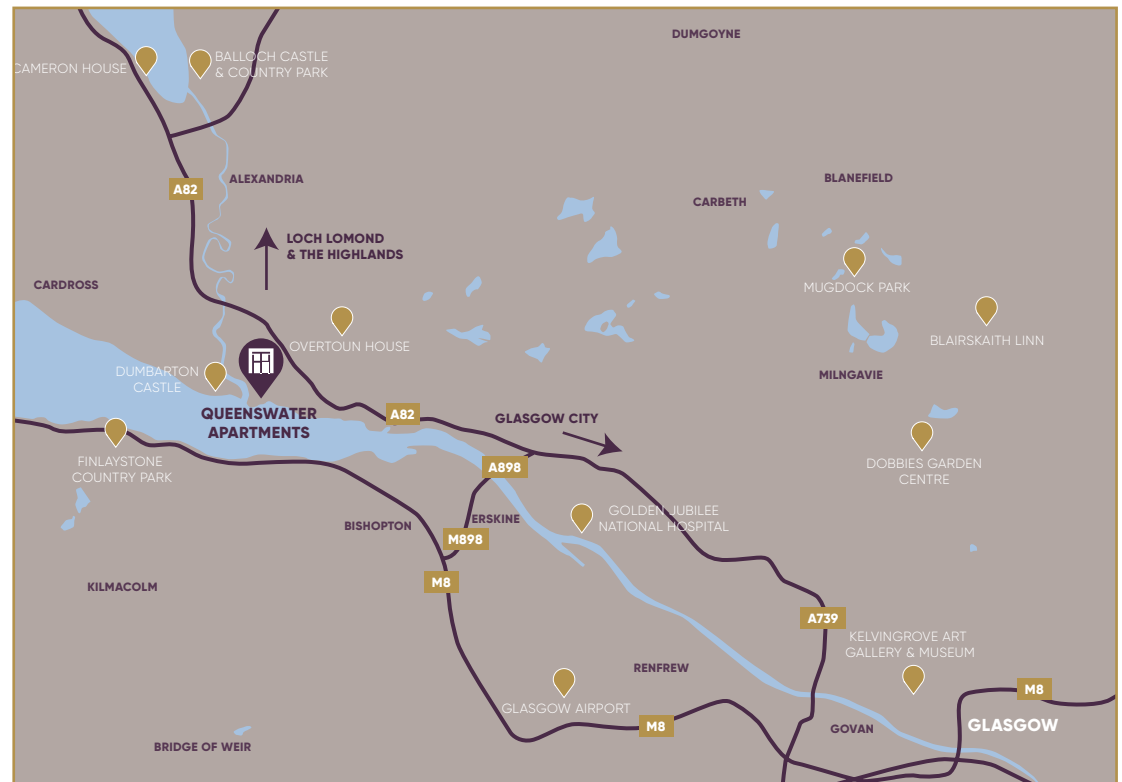 DUMGOYNE
CAMERON HOUSE
BALLOCH CASTLE
& COUNTRY PARK
A82
ALEXANDRIA
BLANEFIELD
CARBETH
LOCH LOMOND
& THE HIGHLANDS
CARDROSS
MUGDOCK PARK
OVERTOUN HOUSE
BLAIRSKAITH LINN
DUMBARTON
CASTLE
MILNGAVIE
QUEENSWATER
APARTMENTS
A82
GLASGOW CITY
FINLAYSTONE
COUNTRY PARK
A898
DOBBIES GARDEN
CENTRE
BISHOPTON
ERSKINE
GOLDEN JUBILEE
NATIONAL HOSPITAL
M898
M8
KILMACOLM
A739
KELVINGROVE ART
GALLERY & MUSEUM
RENFREW
GLASGOW AIRPORT
M8
M8
GLASGOW
GOVAN
BRIDGE OF WEIR